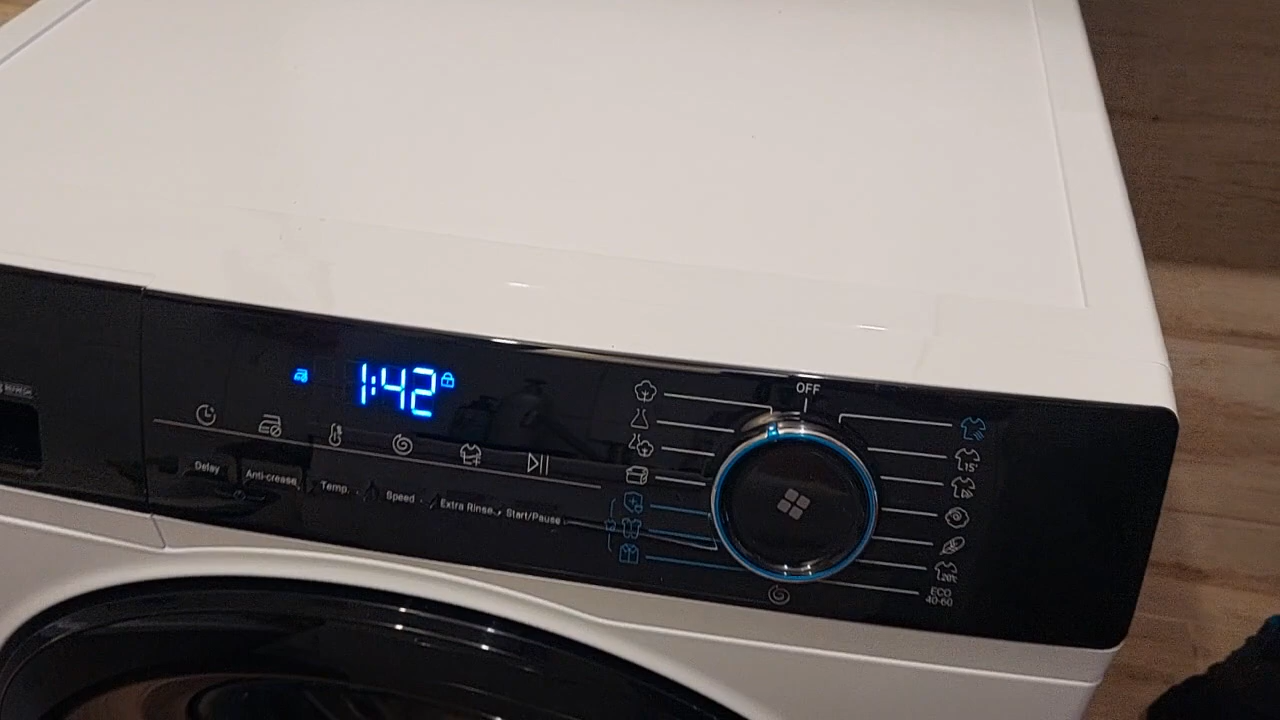 1:42
OFF
15'
20℃
ECO
40-60
Delay
Anti-crease
Temp.
Speed
Extra Rinse
Start/Pause